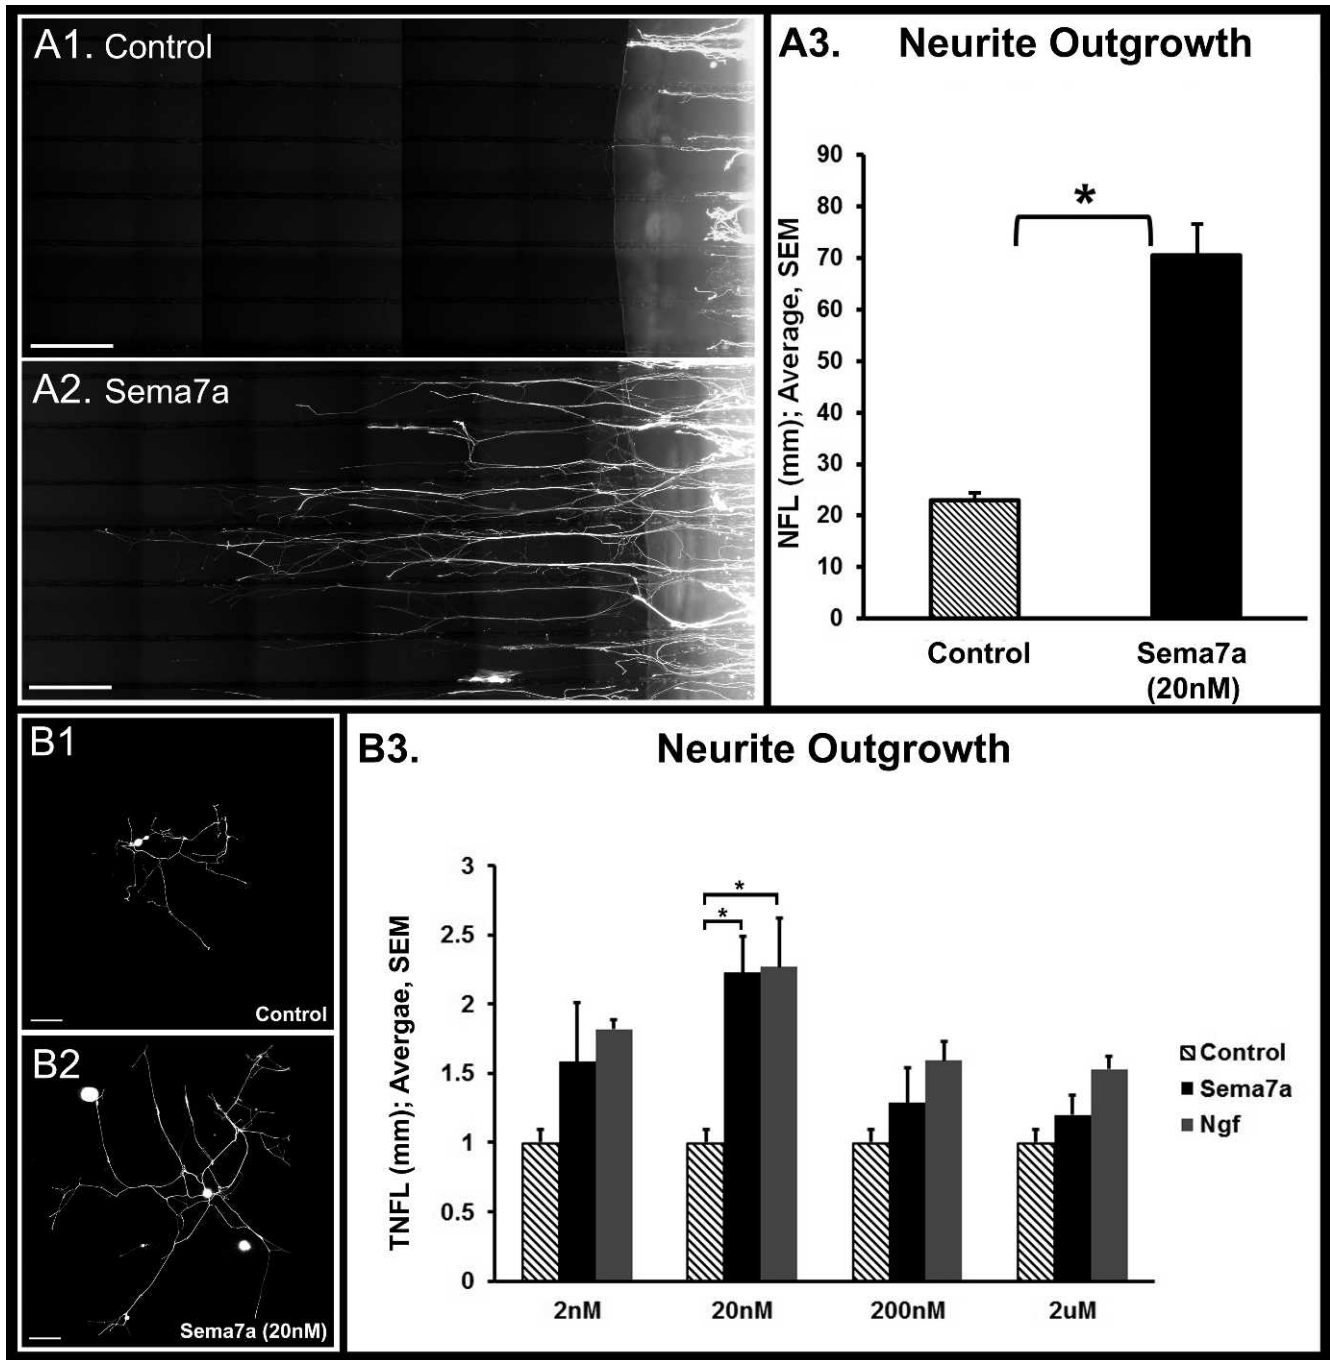 A1. Control
A2. Sema7a
A3. Neurite Outgrowth
NFL (mm); Average, SEM
90
80
70
60
50
40
30
20
10
0
*
Control
Sema7a
(20nM)
B1
Control
B2
Sema7a (20nM)
B3. Neurite Outgrowth
TNFL (mm); Avergae, SEM
3
2.5
2
1.5
1
0.5
0
*
*
2nM 20nM 200nM 2uM
Control
Sema7a
Ngf